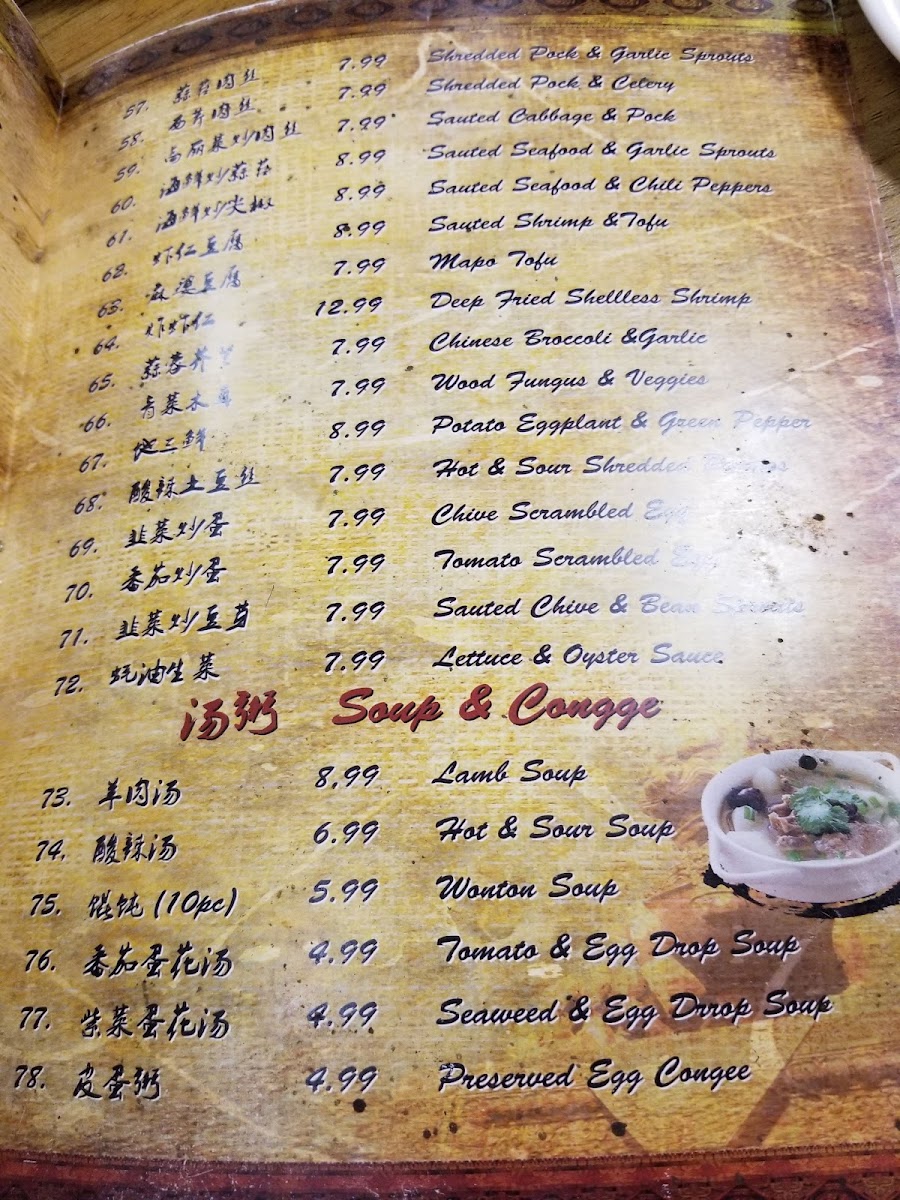 57. 蒜苔肉丝 7.99 Shredded Pock & Garlic Sprouts
58. 西芹肉丝 7.99 Shredded Pock & Celery
59. 高丽菜炒肉丝 7.99 Sauted Cabbage & Pock
60. 海鲜炒蒜苔 8.99 Sauted Seafood & Garlic Sprouts
61. 海鲜炒尖椒 8.99 Sauted Seafood & Chili Peppers
62. 虾仁豆腐 8.99 Sauted Shrimp &Tofu
63. 麻婆豆腐 7.99 Mapo Tofu
64. 炸虾仁 12.99 Deep Fried Shellless Shrimp
65. 蒜蓉芥兰 7.99 Chinese Broccoli &Garlic
66. 青菜木耳 7.99 Wood Fungus & Veggies
67. 地三鲜 8.99 Potato Eggplant & Green Pepper
68. 酸辣土豆丝 7.99 Hot & Sour Shredded
69. 韭菜炒蛋 7.99 Chive Scrambled Egg
70. 番茄炒蛋 7.99 Tomato Scrambled Egg
71. 韭菜炒豆芽 7.99 Sauted Chive & Bean Sprouts
72. 蚝油生菜 7.99 Lettuce & Oyster Sauce
汤粥 Soup & Congge
73. 羊肉汤 8.99 Lamb Soup
74. 酸辣汤 6.99 Hot & Sour Soup
75. 馄饨 (10pc) 5.99 Wonton Soup
76. 番茄蛋花汤 4.99 Tomato & Egg Drop Soup
77. 紫菜蛋花汤 4.99 Seaweed & Egg Drrop Soup
78. 皮蛋粥 4.99 Preserved Egg Congee